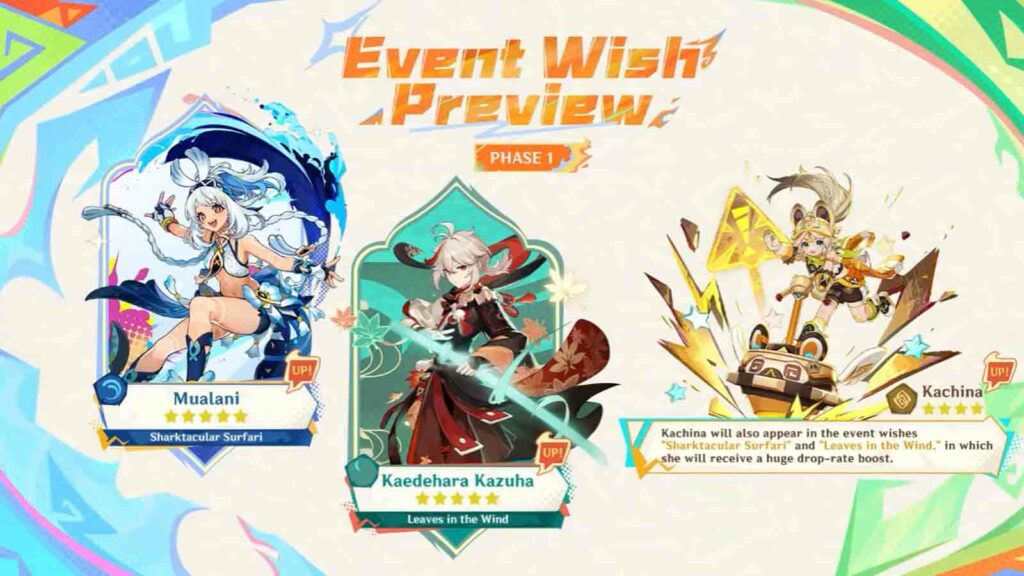 Event Wish
Preview
PHASE 1
UP!
Mualani
Sharktacular Surfari
UP!
Kaedehara Kazuha
Leaves in the Wind
UP!
Kachina
Kachina will also appear in the event wishes
"Sharktacular Surfari" and "Leaves in the Wind," in which
she will receive a huge drop-rate boost.